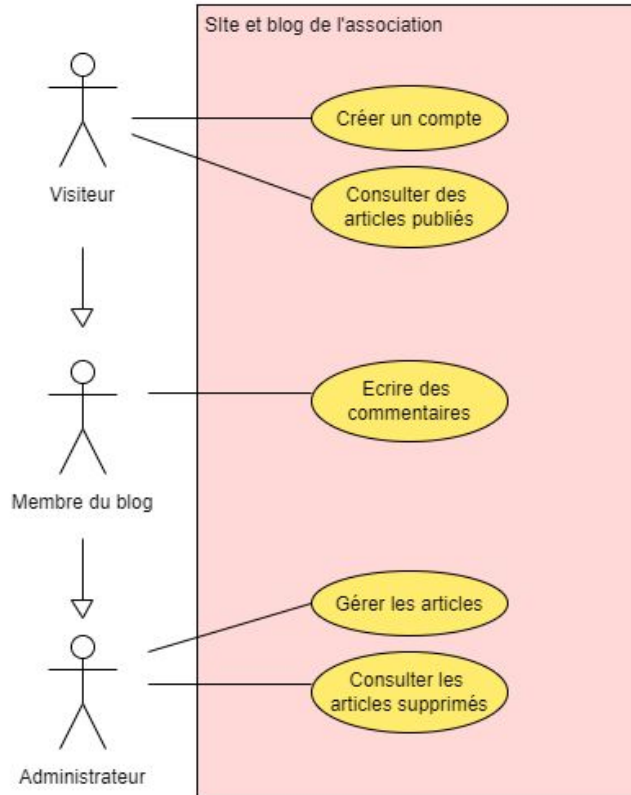 SIte et blog de l'association
Créer un compte
Visiteur
Consulter des
articles publiés
Ecrire des
commentaires
Membre du blog
Gérer les articles
Consulter les
articles supprimés
Administrateur